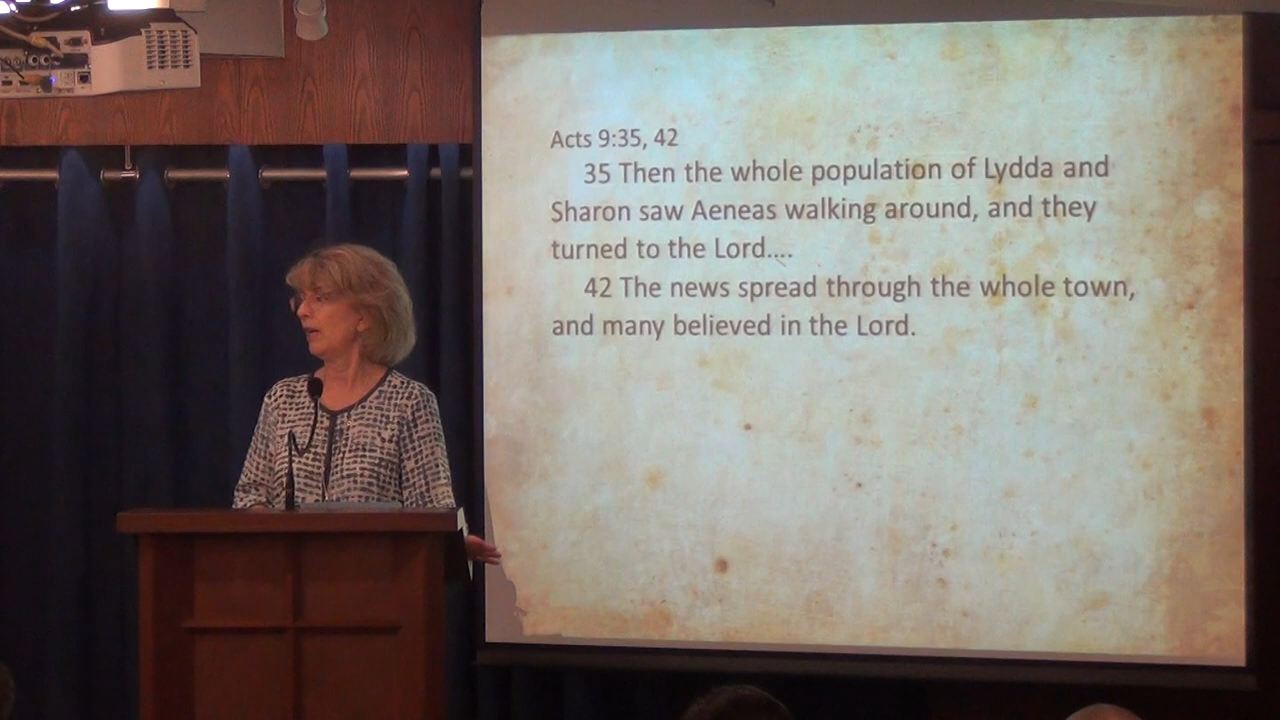 Acts 9:35, 42
35 Then the whole population of Lydda and
Sharon saw Aeneas walking around, and they
turned to the Lord....
42 The news spread through the whole town,
and many believed in the Lord.